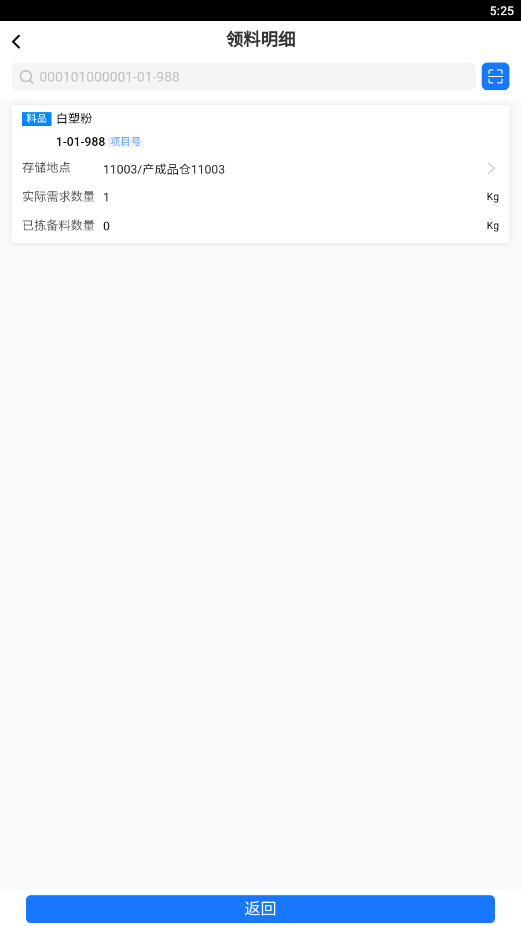 5:25
领料明细
000101000001-01-988
料品 白塑粉
1-01-988 项目号
存储地点 11003/产成品仓11003
实际需求数量 1 Kg
已拣备料数量 0 Kg
返回